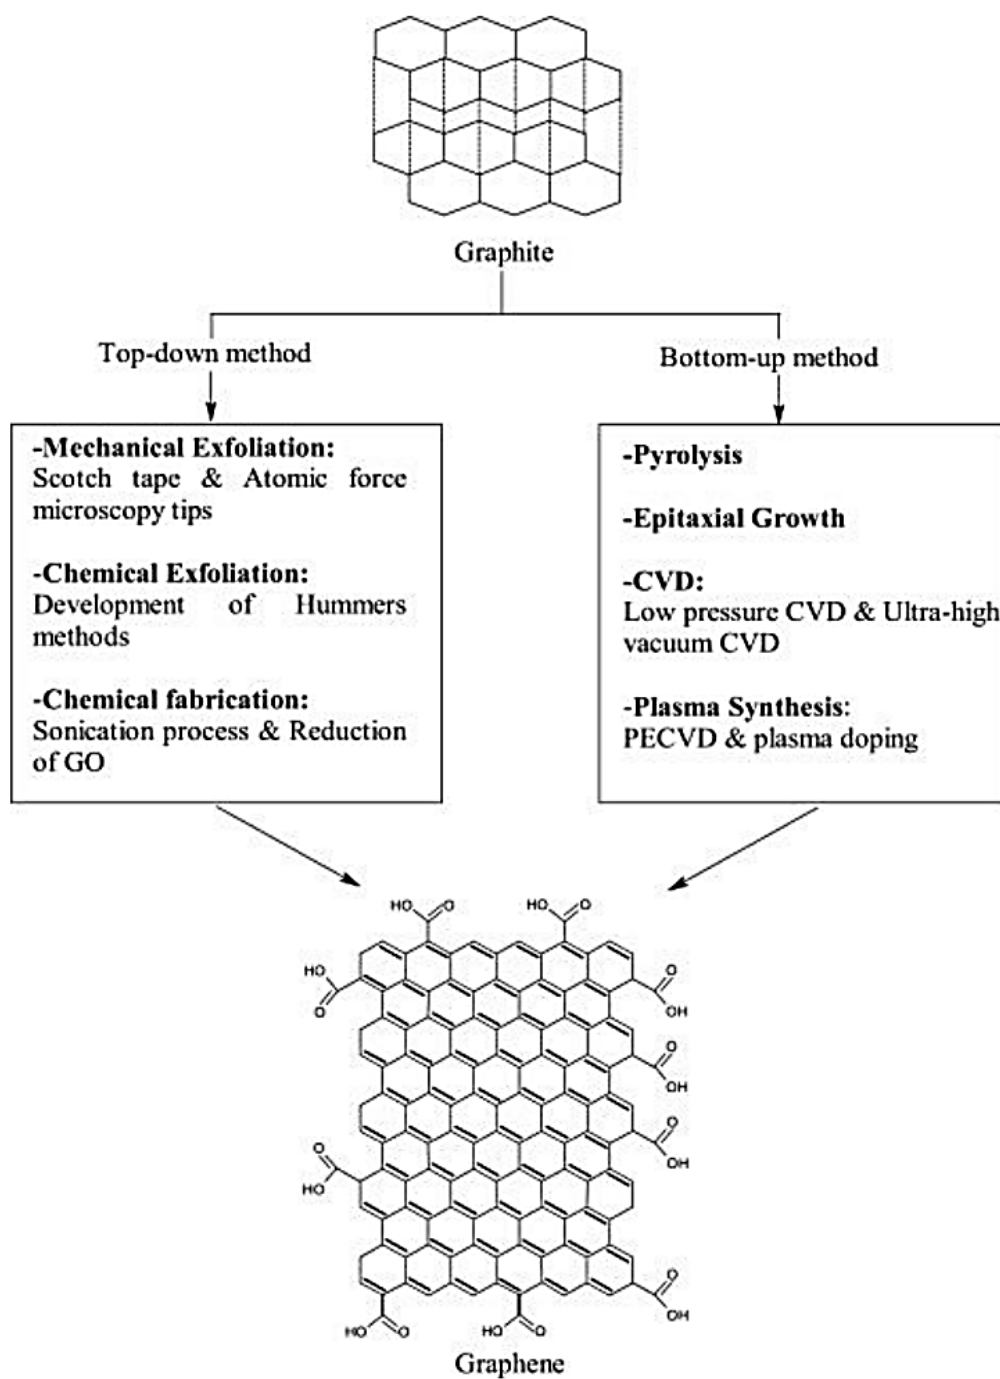 Graphite
Top-down method
Bottom-up method
-Mechanical Exfoliation:
Scotch tape & Atomic force
microscopy tips
-Chemical Exfoliation:
Development of Hummers
methods
-Chemical fabrication:
Sonication process & Reduction
of GO
-Pyrolysis
-Epitaxial Growth
-CVD:
Low pressure CVD & Ultra-high
vacuum CVD
-Plasma Synthesis:
PECVD & plasma doping
HO O
HO O
HO
O
O
OH
O
OH
O
OH
O
HO
O
OH
HO O
HO O
Graphene